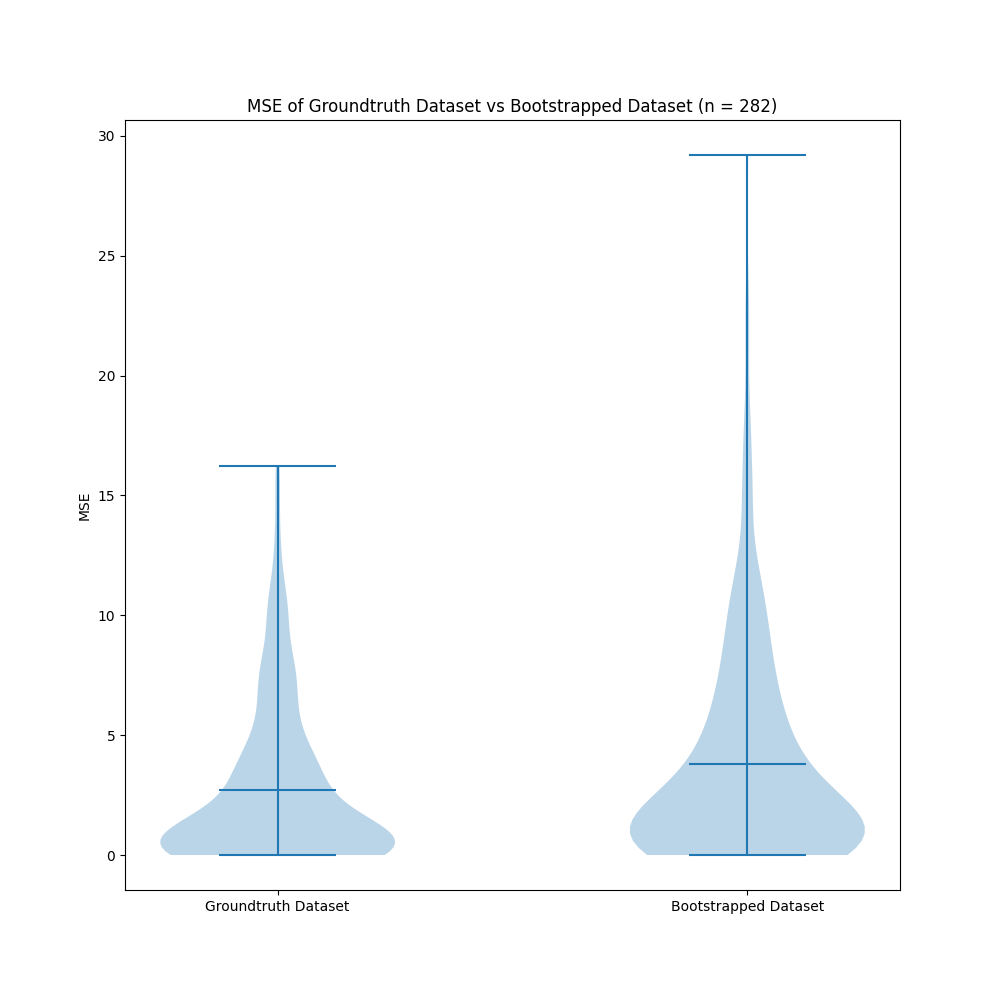 MSE of Groundtruth Dataset vs Bootstrapped Dataset (n = 282)
30
25
20
15
10
5
0
MSE
Groundtruth Dataset
Bootstrapped Dataset